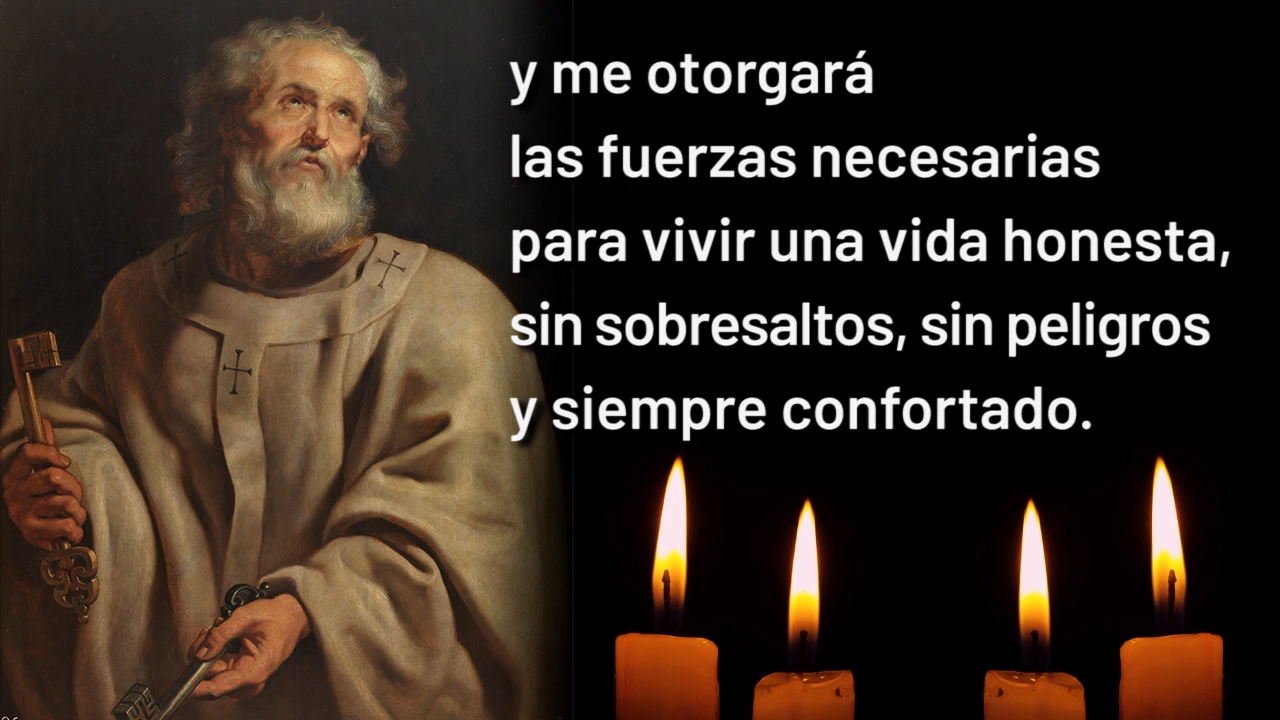 y me otorgará
las fuerzas necesarias
para vivir una vida honesta,
sin sobresaltos, sin peligros
y siempre confortado.